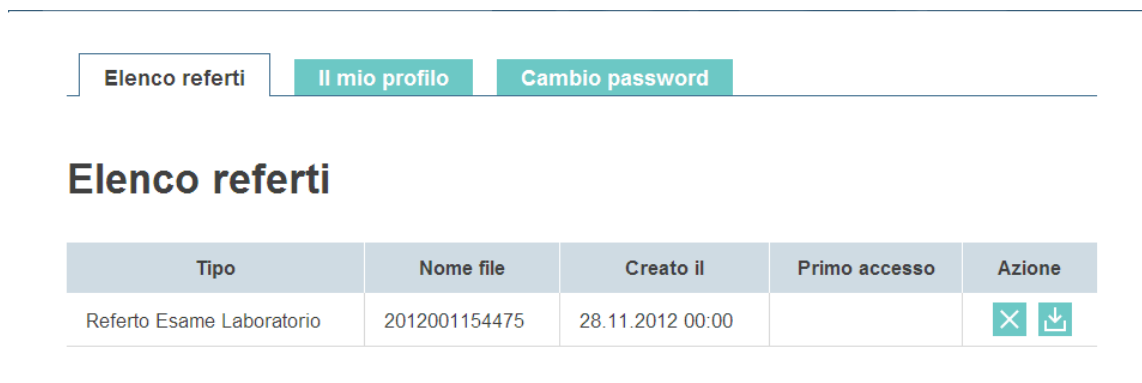 Elenco referti Il mio profilo Cambio password
Elenco referti
Tipo Nome file Creato il Primo accesso Azione
Referto Esame Laboratorio 2012001154475 28.11.2012 00:00